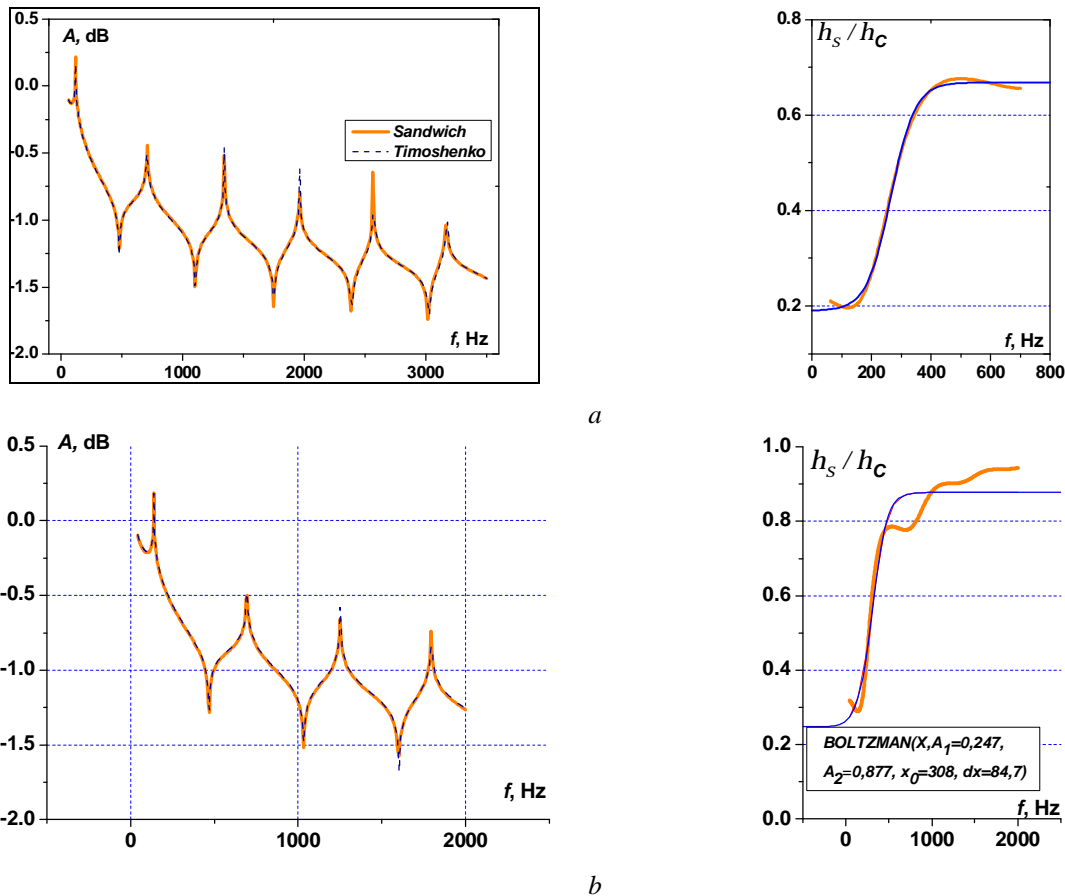 0.5
A, dB
0.0
-0.5
-1.0
-1.5
-2.0
Sandwich
Timoshenko
f, Hz
0 1000 2000 3000
0.8
h_S / h_C
0.6
0.4
0.2
f, Hz
0 200 400 600 800
a
0.5
A, dB
0.0
-0.5
-1.0
-1.5
-2.0
f, Hz
0 1000 2000
1.0
h_S / h_C
0.8
0.6
0.4
0.2
0.0
BOLTZMAN(X,A_1=0,247,
A_2=0,877, x_0=308, dx=84,7)
f, Hz
0 1000 2000
b